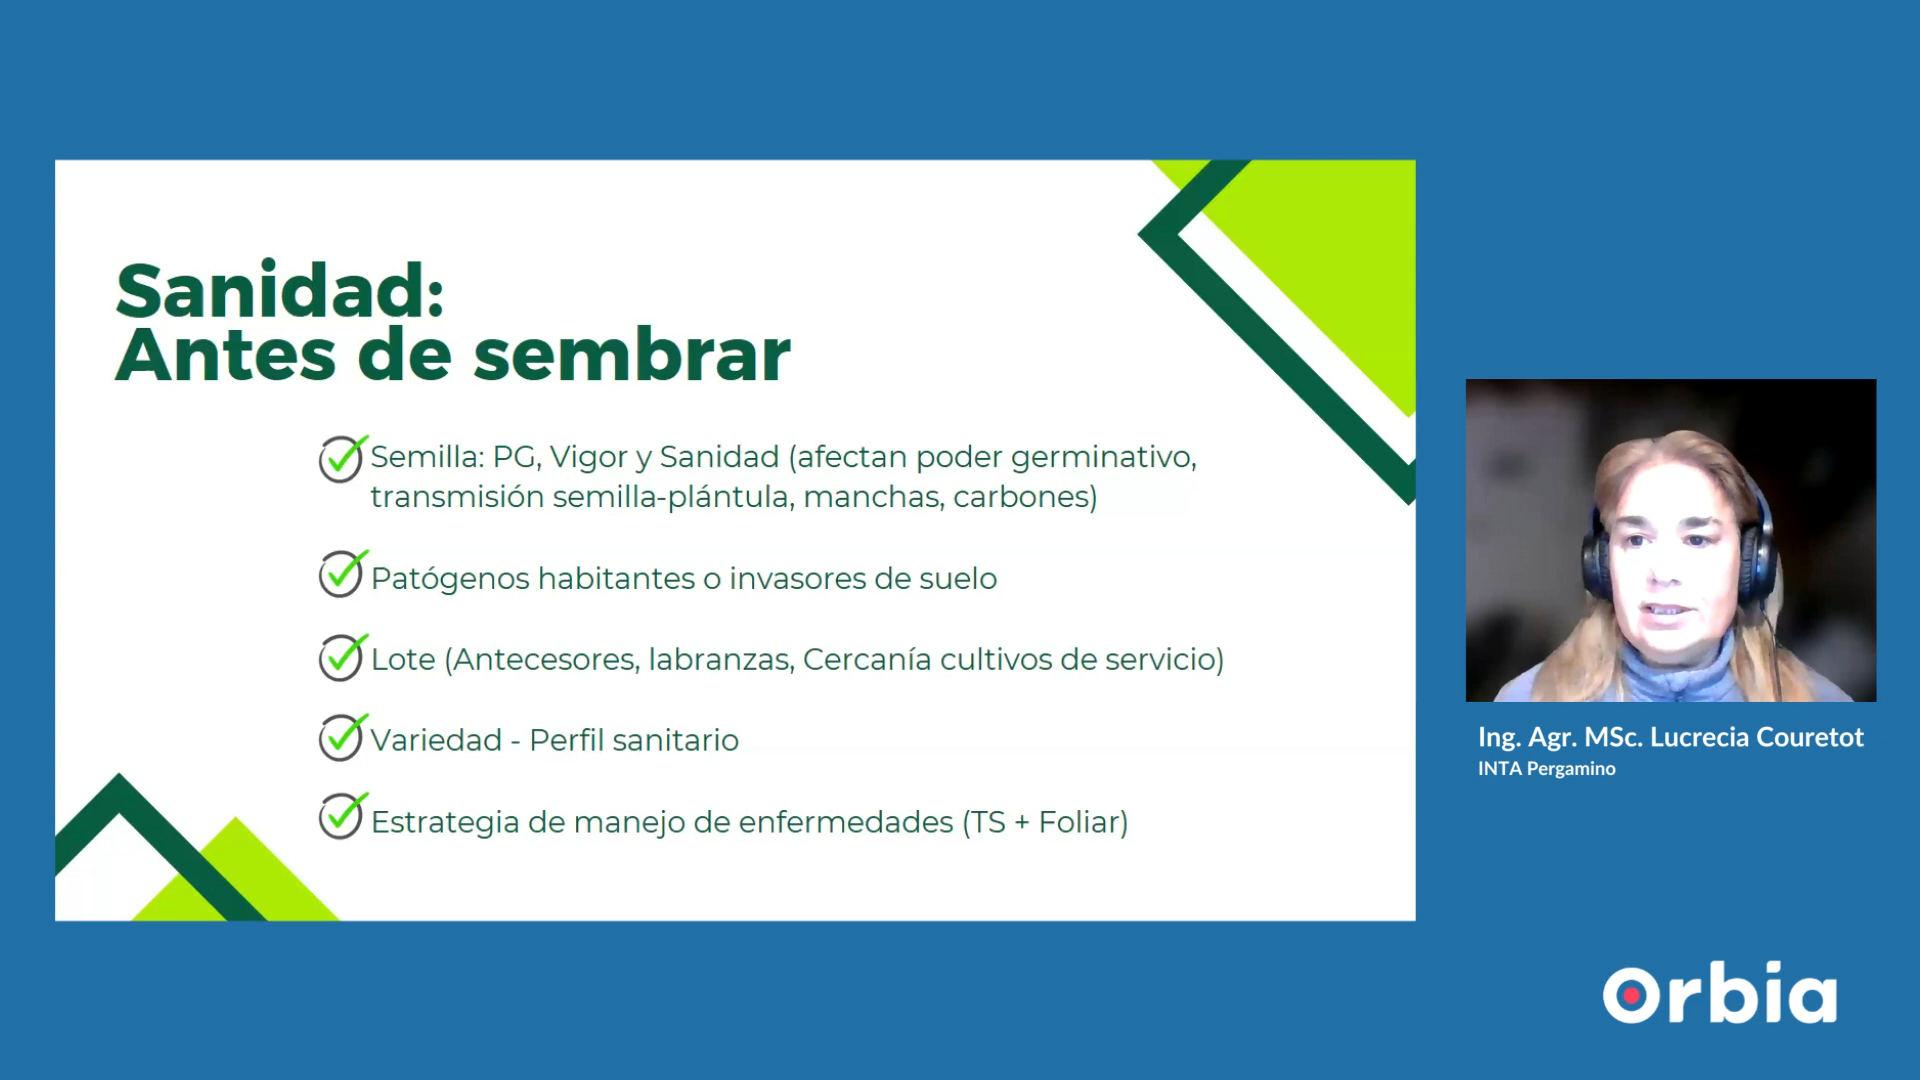 Sanidad:
Antes de sembrar
Semilla: PG, Vigor y Sanidad (afectan poder germinativo,
transmisión semilla-plántula, manchas, carbones)
Patógenos habitantes o invasores de suelo
Lote (Antecesores, labranzas, Cercanía cultivos de servicio)
Variedad - Perfil sanitario
Estrategia de manejo de enfermedades (TS + Foliar)
Ing. Agr. MSc. Lucrecia Couretot
INTA Pergamino
Orbia